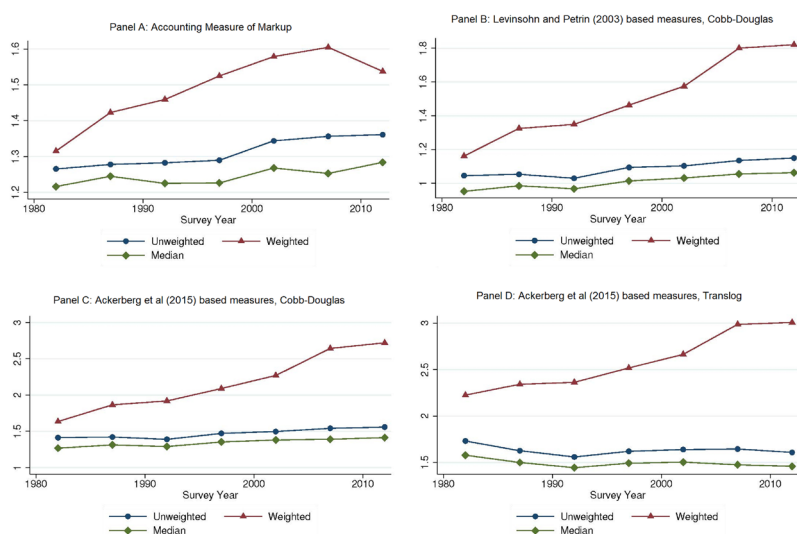 Panel A: Accounting Measure of Markup
1.6
1.5
1.4
1.3
1.2
1980
1990
2000
2010
Survey Year
Unweighted
Weighted
Median
Panel B: Levinsohn and Petrin (2003) based measures, Cobb-Douglas
1.8
1.6
1.4
1.2
1
1980
1990
2000
2010
Survey Year
Unweighted
Weighted
Median
Panel C: Ackerberg et al (2015) based measures, Cobb-Douglas
3
2.5
2
1.5
1
1980
1990
2000
2010
Survey Year
Unweighted
Weighted
Median
Panel D: Ackerberg et al (2015) based measures, Translog
3
2.5
2
1.5
1980
1990
2000
2010
Survey Year
Unweighted
Weighted
Median